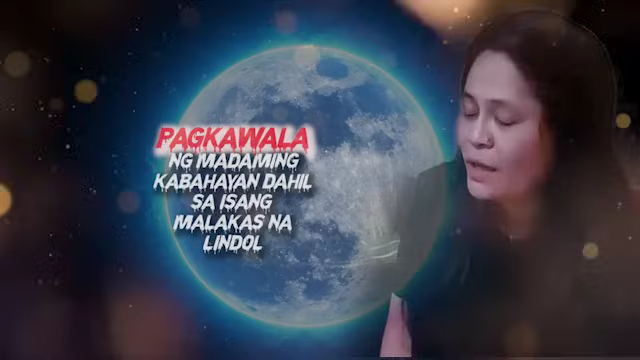 PAGKAWALA
NG MADAMING
KABAHAYAN DAHIL
SA ISANG
MALAKAS NA
LINDOL